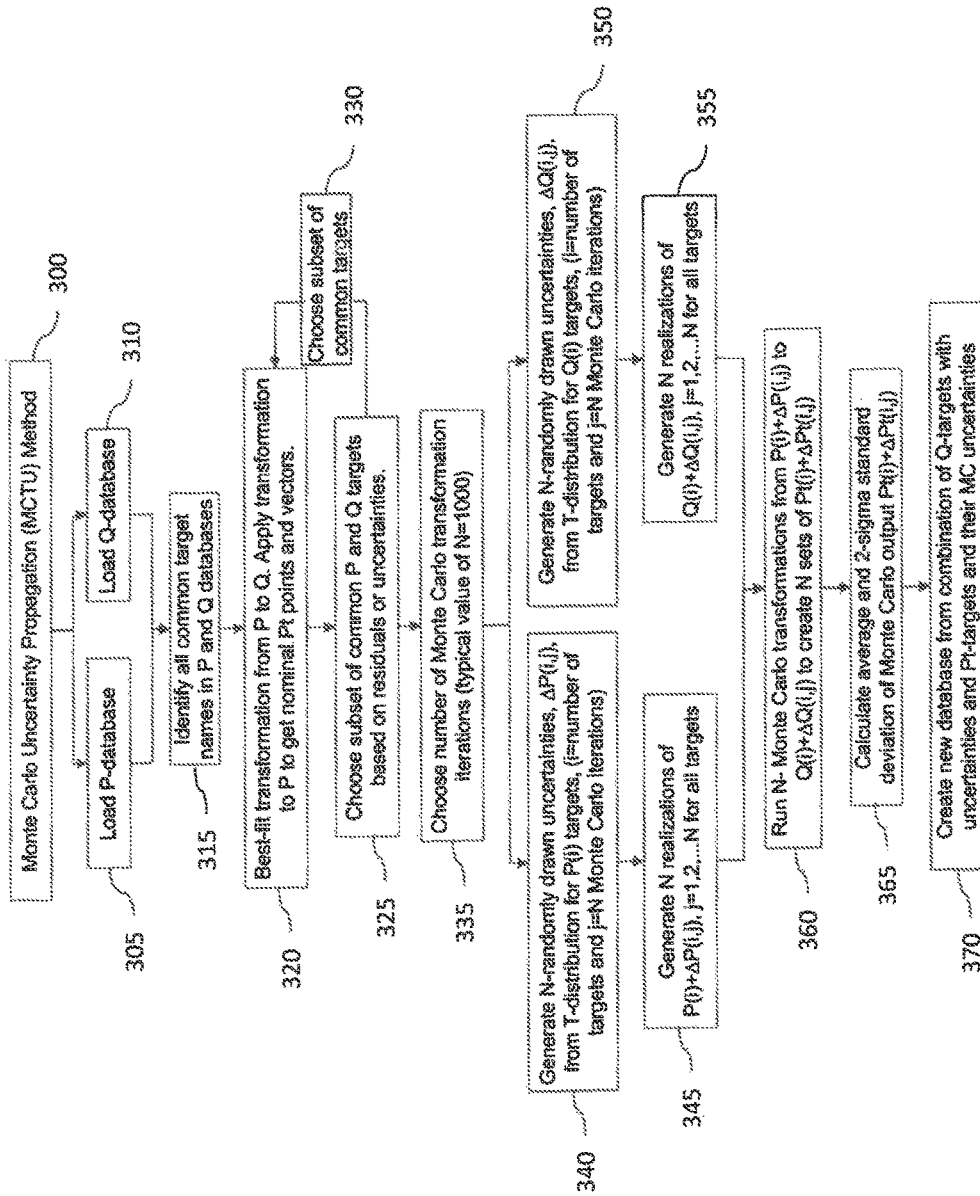 Monte Carlo Uncertainty Propagation (MCTU) Method
300
Load P-database
305
Load Q-database
310
Identify all common target
names in P and Q databases
315
Best-fit transformation from P to Q. Apply transformation
to P to get nominal Pt points and vectors.
320
Choose subset of common P and Q targets
based on residuals or uncertainties.
325
Choose subset of
common targets
330
Choose number of Monte Carlo transformation
iterations (typical value of N=1000)
335
Generate N-randomly drawn uncertainties, ΔP(i,j),
from T-distribution for P(i) targets, (i=number of
targets and j=N Monte Carlo iterations)
340
Generate N-randomly drawn uncertainties, ΔQ(i,j),
from T-distribution for Q(i) targets, (i=number of
targets and j=N Monte Carlo iterations)
350
Generate N realizations of
P(i)+ΔP(i,j), j=1,2,...N for all targets
345
Generate N realizations of
Q(i)+ΔQ(i,j), j=1,2,...N for all targets
355
Run N- Monte Carlo transformations from P(i)+ΔP(i,j) to
Q(i)+ΔQ(i,j) to create N sets of Pt(i)+ΔPt(i,j)
360
Calculate average and 2-sigma standard
deviation of Monte Carlo output Pt(i)+ΔPt(i,j)
365
Create new database from combination of Q-targets with
uncertainties and Pt-targets and their MC uncertainties
370